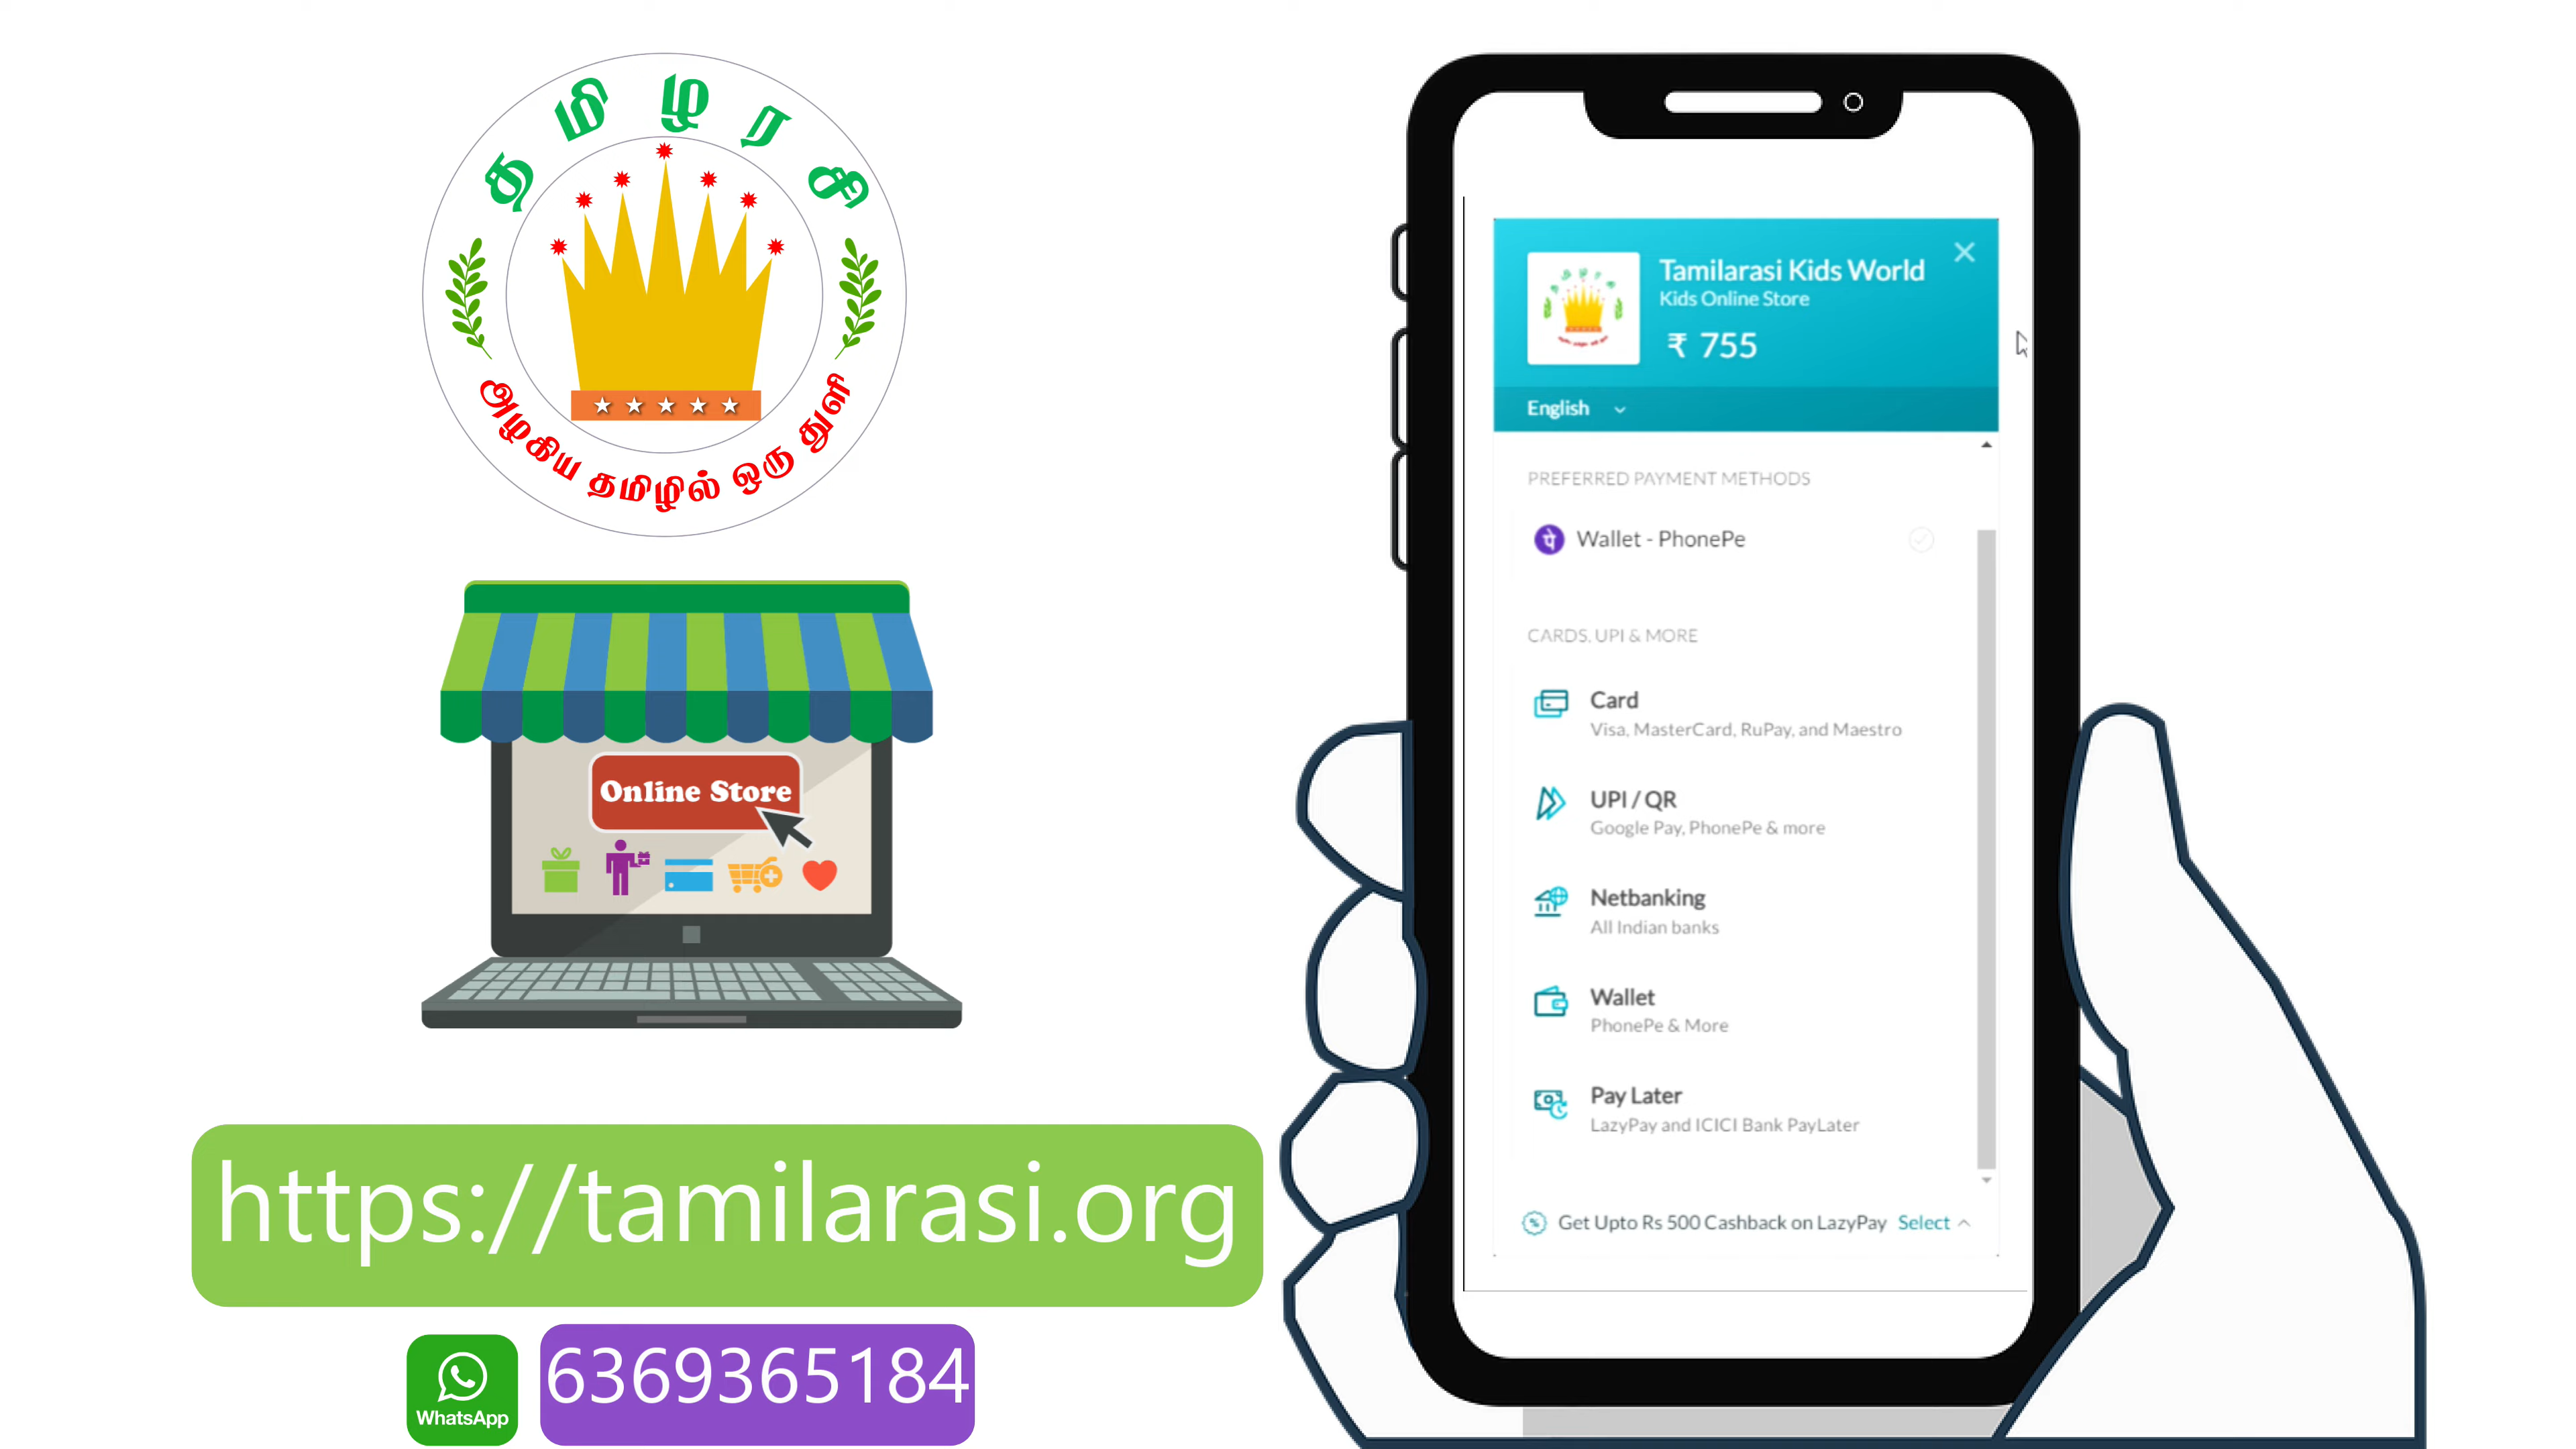 தமிழரசி
அழகிய தமிழில் ஒரு துளி
Online Store
https://tamilarasi.org
WhatsApp
6369365184
Tamilarasi Kids World
Kids Online Store
₹ 755
English
PREFERRED PAYMENT METHODS
पे Wallet - PhonePe
CARDS, UPI & MORE
Card
Visa, MasterCard, RuPay, and Maestro
UPI / QR
Google Pay, PhonePe & more
Netbanking
All Indian banks
Wallet
PhonePe & More
Pay Later
LazyPay and ICICI Bank PayLater
Get Upto Rs 500 Cashback on LazyPay Select